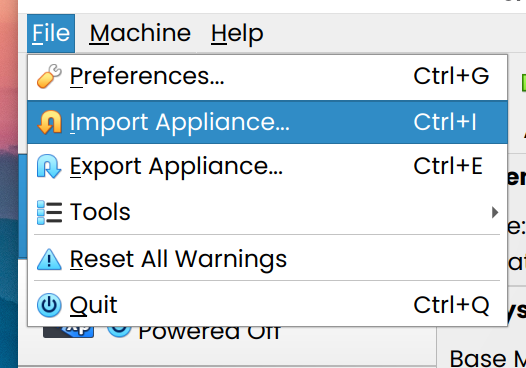 File Machine Help
Preferences... Ctrl+G
Import Appliance... Ctrl+I
Export Appliance... Ctrl+E
Tools
Reset All Warnings
Quit Ctrl+Q
Powered Off
Base M